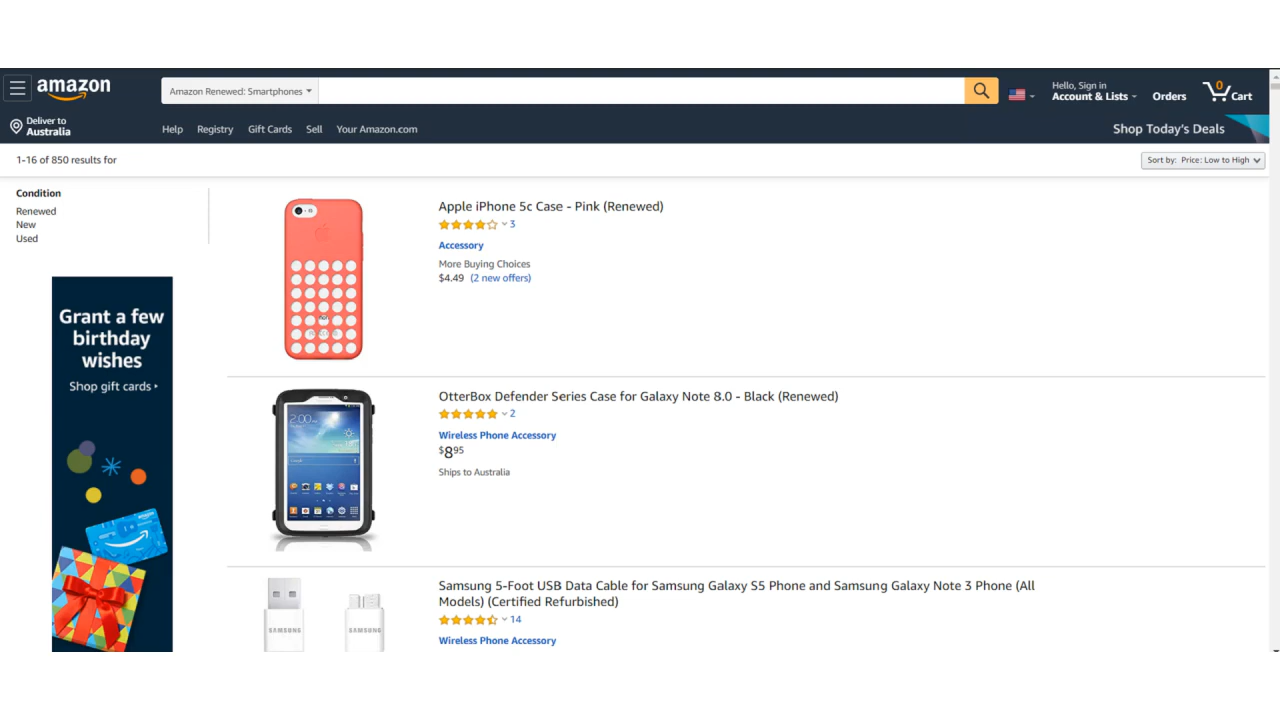 amazon
Amazon Renewed: Smartphones
Hello, Sign in
Account & Lists
Orders
0
Cart
Deliver to
Australia
Help Registry Gift Cards Sell Your Amazon.com
Shop Today's Deals
1-16 of 850 results for
Sort by: Price: Low to High
Condition
Renewed
New
Used
Grant a few
birthday
wishes
Shop gift cards
Apple iPhone 5c Case - Pink (Renewed)
3
Accessory
More Buying Choices
$4.49 (2 new offers)
OtterBox Defender Series Case for Galaxy Note 8.0 - Black (Renewed)
2
Wireless Phone Accessory
$8.95
Ships to Australia
2:00
Samsung 5-Foot USB Data Cable for Samsung Galaxy S5 Phone and Samsung Galaxy Note 3 Phone (All
Models) (Certified Refurbished)
14
Wireless Phone Accessory
SAMSUNG
SAMSUNG